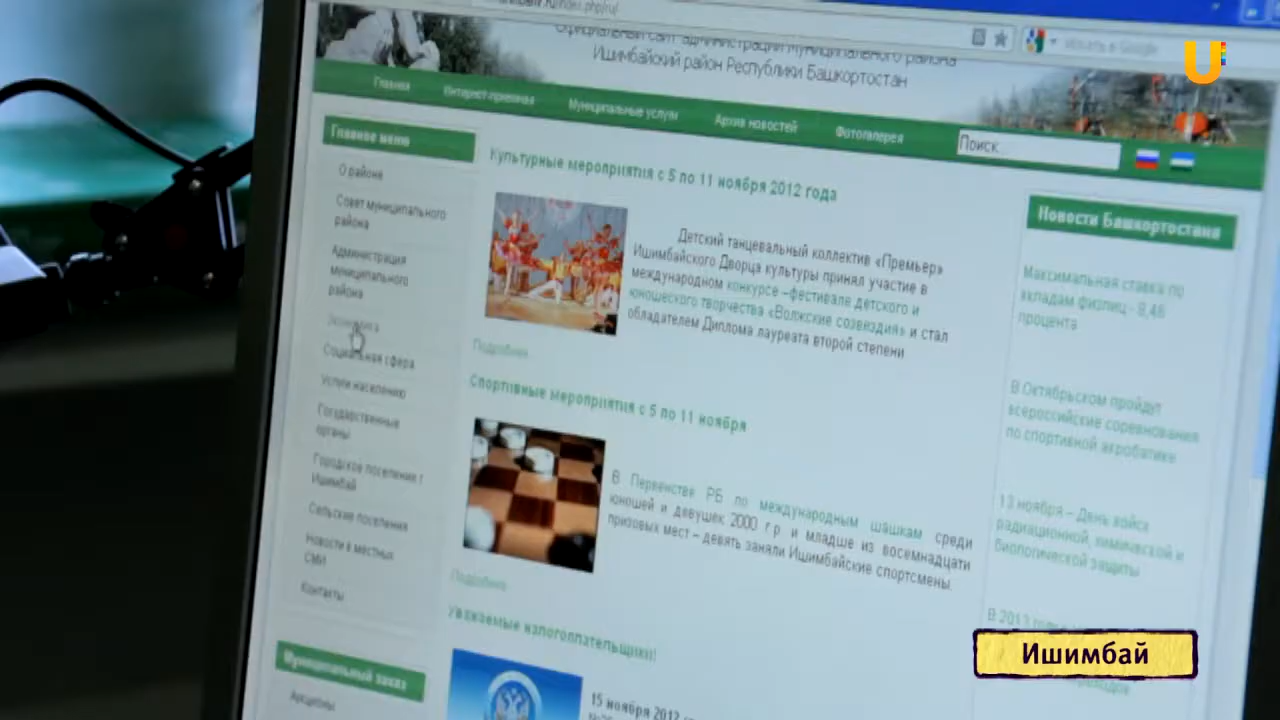 Официальный сайт администрации Муниципального района
Ишимбайский район Республики Башкортостан
Главная
Интернет-приемная
Муниципальные услуги
Архив новостей
Фотогалерея
Поиск...
Главное меню
О районе
Совет муниципального
района
Администрация
муниципального
района
Экономика
Социальная сфера
Услуги населению
Государственные
органы
Городское поселение г
Ишимбай
Сельские поселения
Новости в местных
СМИ
Контакты
Муниципальный заказ
Аукционы
Культурные мероприятия с 5 по 11 ноября 2012 года
Детский танцевальный коллектив «Премьер»
Ишимбайского Дворца культуры принял участие в
международном конкурсе –фестивале детского и
юношеского творчества «Волжские созвездия» и стал
обладателем Диплома лауреата второй степени
Подробнее...
Спортивные мероприятия с 5 по 11 ноября
В Первенстве РБ по международным шашкам среди
юношей и девушек 2000 г.р. и младше из восемнадцати
призовых мест – девять заняли Ишимбайские спортсмены.
Подробнее...
Уважаемые налогоплательщики!
15 ноября 2012
Новости Башкортостана
Максимальная ставка по
вкладам физлиц - 9,46
процента
В Октябрьском пройдут
всероссийские соревнования
по спортивной акробатике
13 ноября – День войск
радиационной, химической и
биологической защиты
В 2013 году
U
Ишимбай